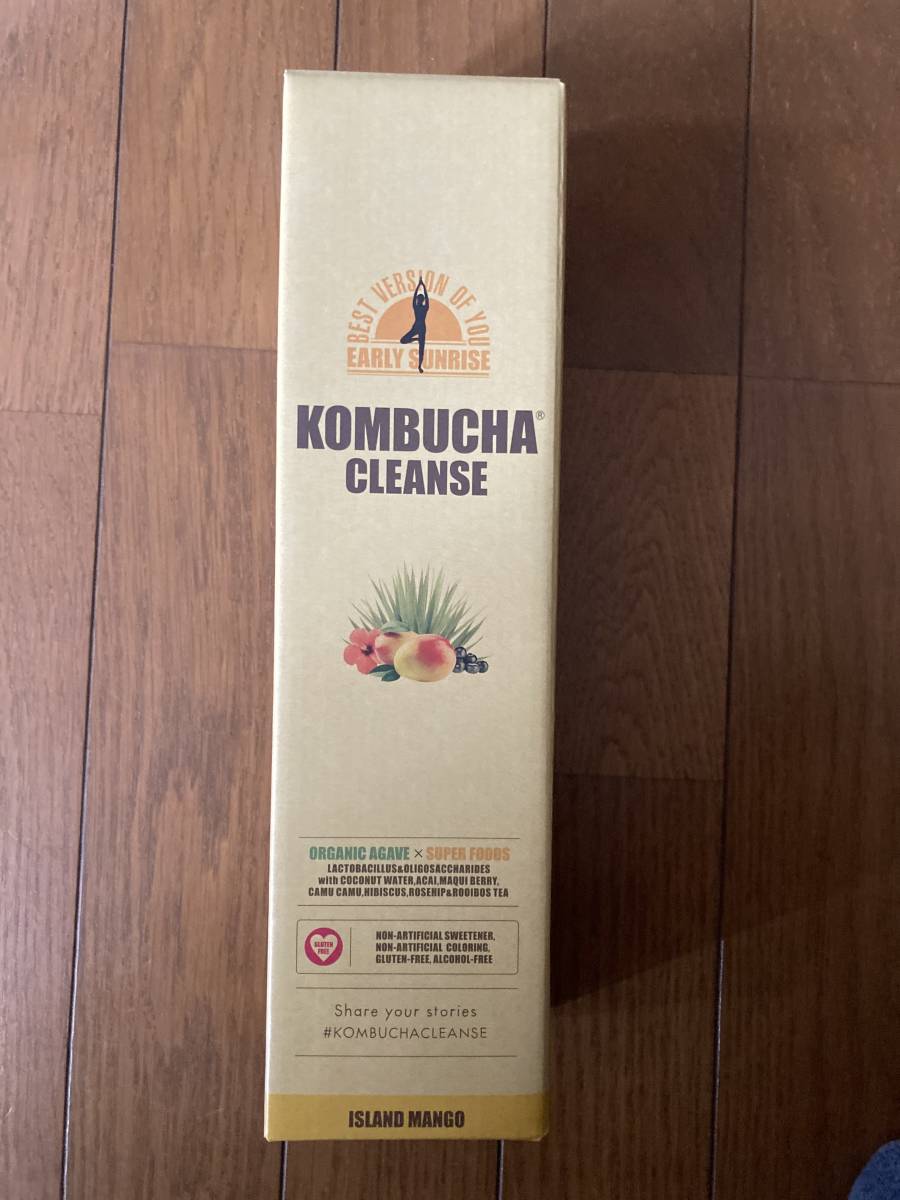 BEST VERSION OF YOU
EARLY SUNRISE
KOMBUCHA®
CLEANSE
ORGANIC AGAVE × SUPER FOODS
LACTOBACILLUS&OLIGOSACCHARIDES
with COCONUT WATER,ACAI,MAQUI BERRY,
CAMU CAMU,HIBISCUS,ROSEHIP&ROOIBOS TEA
GLUTEN
FREE
NON-ARTIFICIAL SWEETENER,
NON-ARTIFICIAL COLORING,
GLUTEN-FREE, ALCOHOL-FREE
Share your stories
#KOMBUCHACLEANSE
ISLAND MANGO